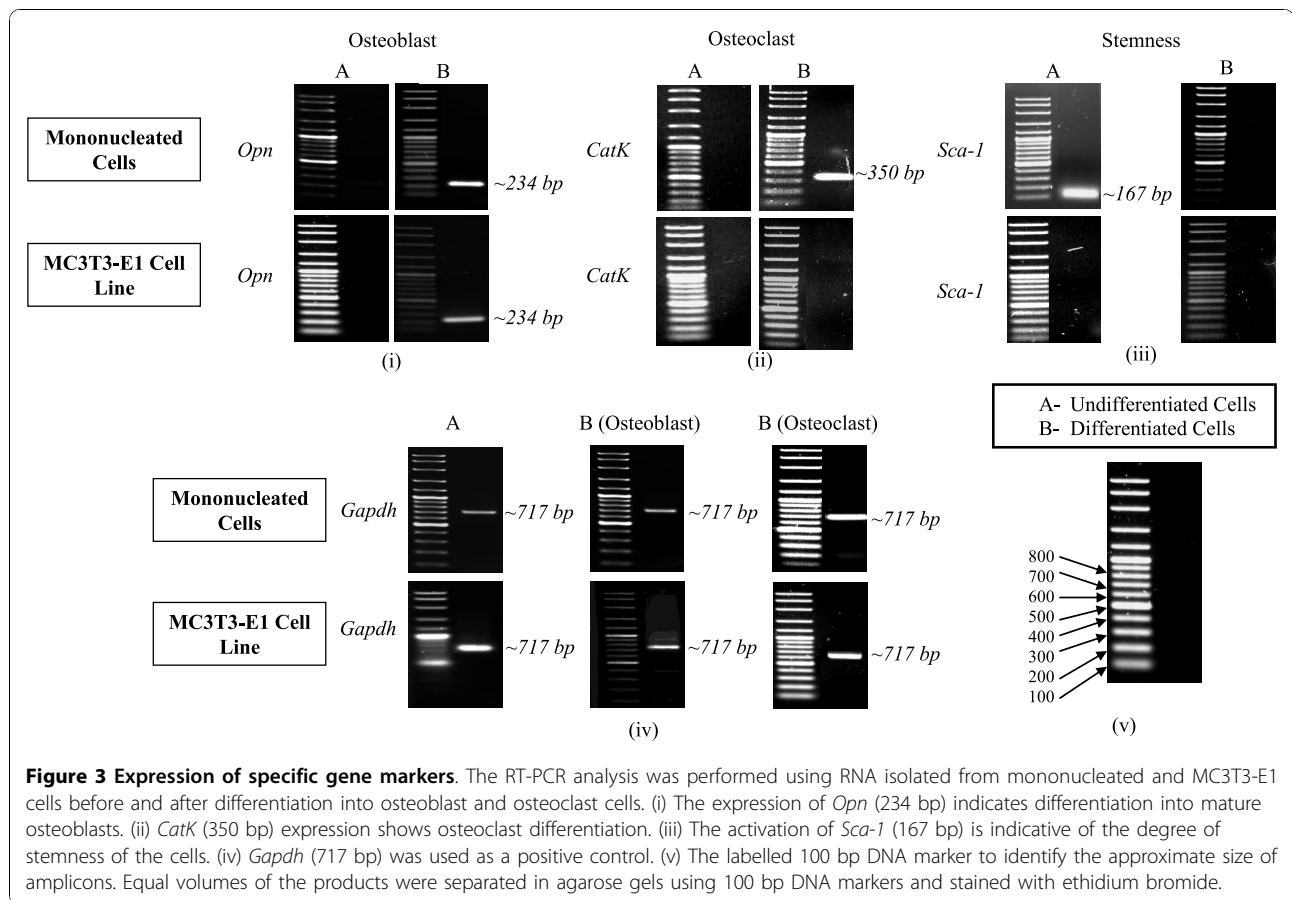 Osteoblast
Osteoclast
Stemness
A
B
A
B
A
B
Mononucleated
Cells
Opn
~234 bp
CatK
~350 bp
Sca-1
~167 bp
MC3T3-E1 Cell
Line
Opn
~234 bp
CatK
Sca-1
(i)
(ii)
(iii)
A- Undifferentiated Cells
B- Differentiated Cells
A
B (Osteoblast)
B (Osteoclast)
Mononucleated
Cells
Gapdh
~717 bp
~717 bp
~717 bp
MC3T3-E1 Cell
Line
Gapdh
~717 bp
~717 bp
~717 bp
(iv)
800
700
600
500
400
300
200
100
(v)
Figure 3 Expression of specific gene markers. The RT-PCR analysis was performed using RNA isolated from mononucleated and MC3T3-E1
cells before and after differentiation into osteoblast and osteoclast cells. (i) The expression of Opn (234 bp) indicates differentiation into mature
osteoblasts. (ii) CatK (350 bp) expression shows osteoclast differentiation. (iii) The activation of Sca-1 (167 bp) is indicative of the degree of
stemness of the cells. (iv) Gapdh (717 bp) was used as a positive control. (v) The labelled 100 bp DNA marker to identify the approximate size of
amplicons. Equal volumes of the products were separated in agarose gels using 100 bp DNA markers and stained with ethidium bromide.